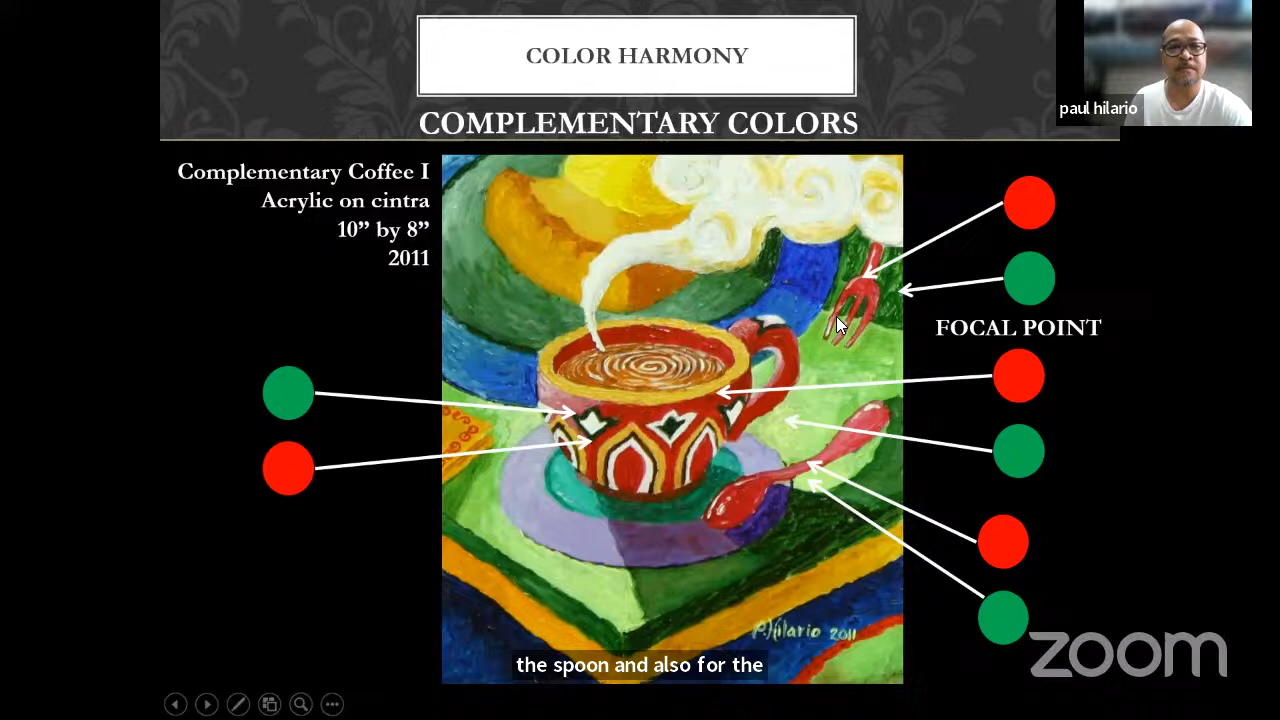 COLOR HARMONY
COMPLEMENTARY COLORS
paul hilario
Complementary Coffee I
Acrylic on cintra
10” by 8”
2011
FOCAL POINT
P.Hilario 2011
the spoon and also for the
zoom